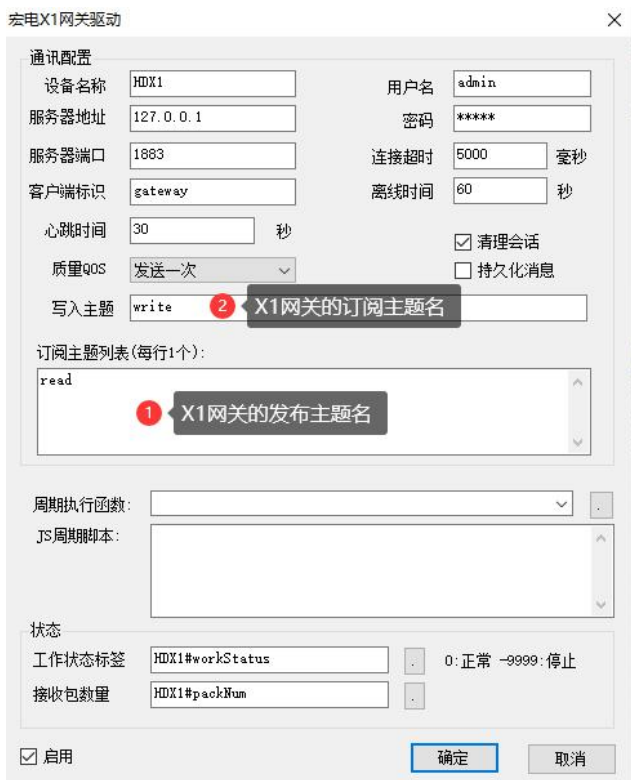 宏电X1网关驱动
通讯配置
设备名称 HDX1 用户名 admin
服务器地址 127.0.0.1 密码 *****
服务器端口 1883 连接超时 5000 毫秒
客户端标识 gateway 离线时间 60 秒
心跳时间 30 秒 清理会话
质量QOS 发送一次 持久化消息
写入主题 write 2 X1网关的订阅主题名
订阅主题列表(每行1个):
read
1 X1网关的发布主题名
周期执行函数: .
JS周期脚本:
状态
工作状态标签 HDX1#workStatus . 0:正常 -9999:停止
接收包数量 HDX1#packNum .
启用 确定 取消